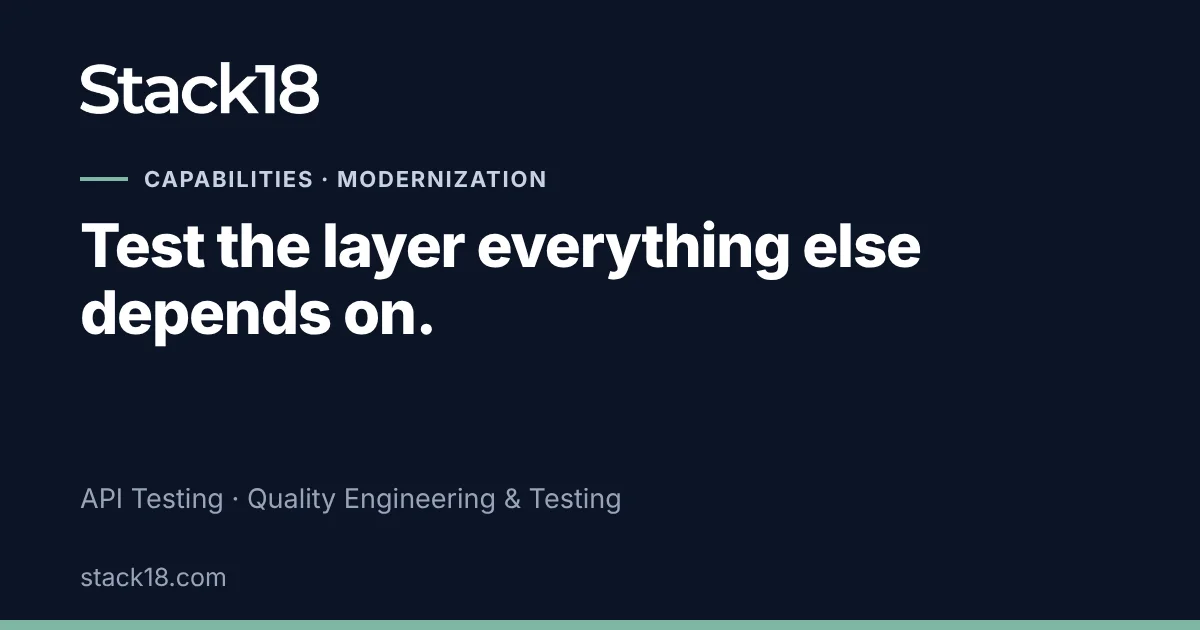 Stack18
CAPABILITIES · MODERNIZATION
Test the layer everything else
depends on.
API Testing · Quality Engineering & Testing
stack18.com